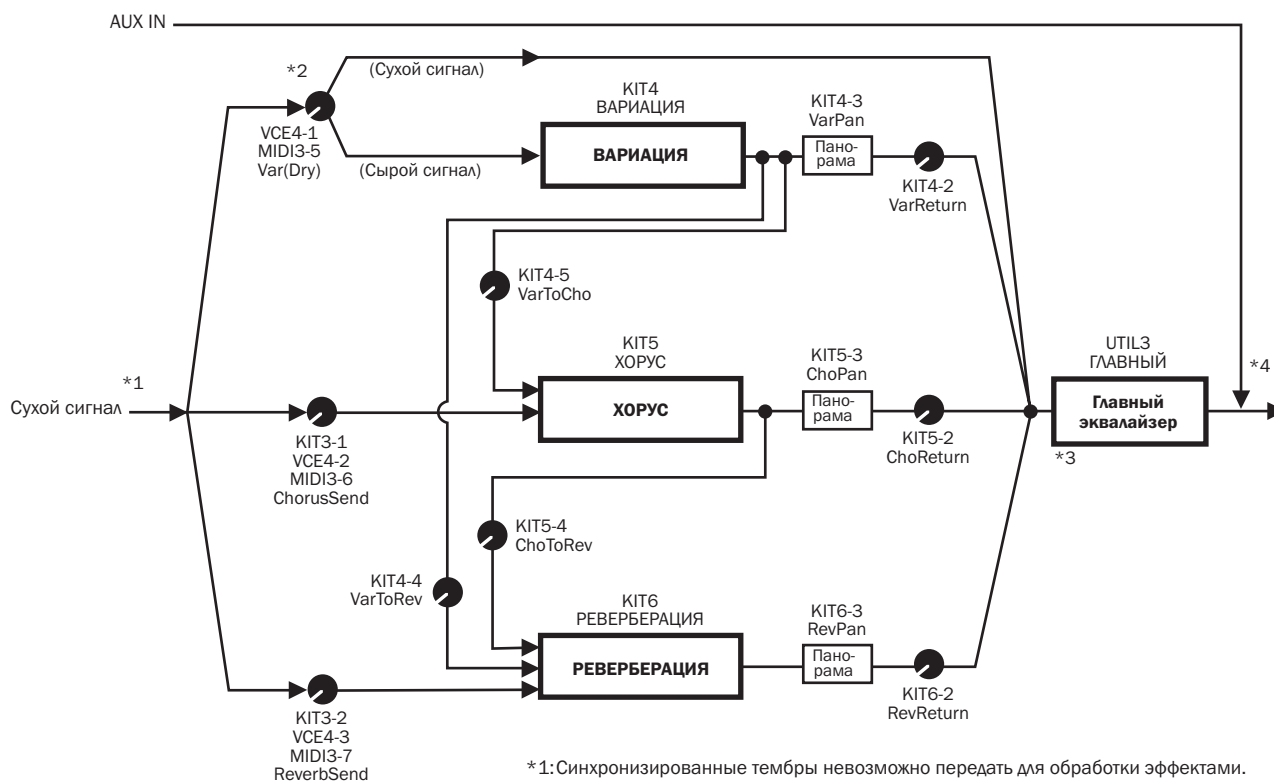 AUX IN
*2
(Сухой сигнал)
VCE4-1
MIDI3-5
Var(Dry)
(Сырой сигнал)
KIT4
ВАРИАЦИЯ
ВАРИАЦИЯ
KIT4-3
VarPan
Пано-
рама
KIT4-2
VarReturn
KIT4-5
VarToCho
*1
Сухой сигнал
KIT3-1
VCE4-2
MIDI3-6
ChorusSend
KIT5
ХОРУС
ХОРУС
KIT5-3
ChoPan
Пано-
рама
KIT5-2
ChoReturn
UTIL3
ГЛАВНЫЙ
Главный
эквалайзер
*3
*4
KIT5-4
ChoToRev
KIT4-4
VarToRev
KIT6
РЕВЕРБЕРАЦИЯ
РЕВЕРБЕРАЦИЯ
KIT6-3
RevPan
Пано-
рама
KIT6-2
RevReturn
KIT3-2
VCE4-3
MIDI3-7
ReverbSend
*1:Синхронизированные тембры невозможно передать для обработки эффектами.